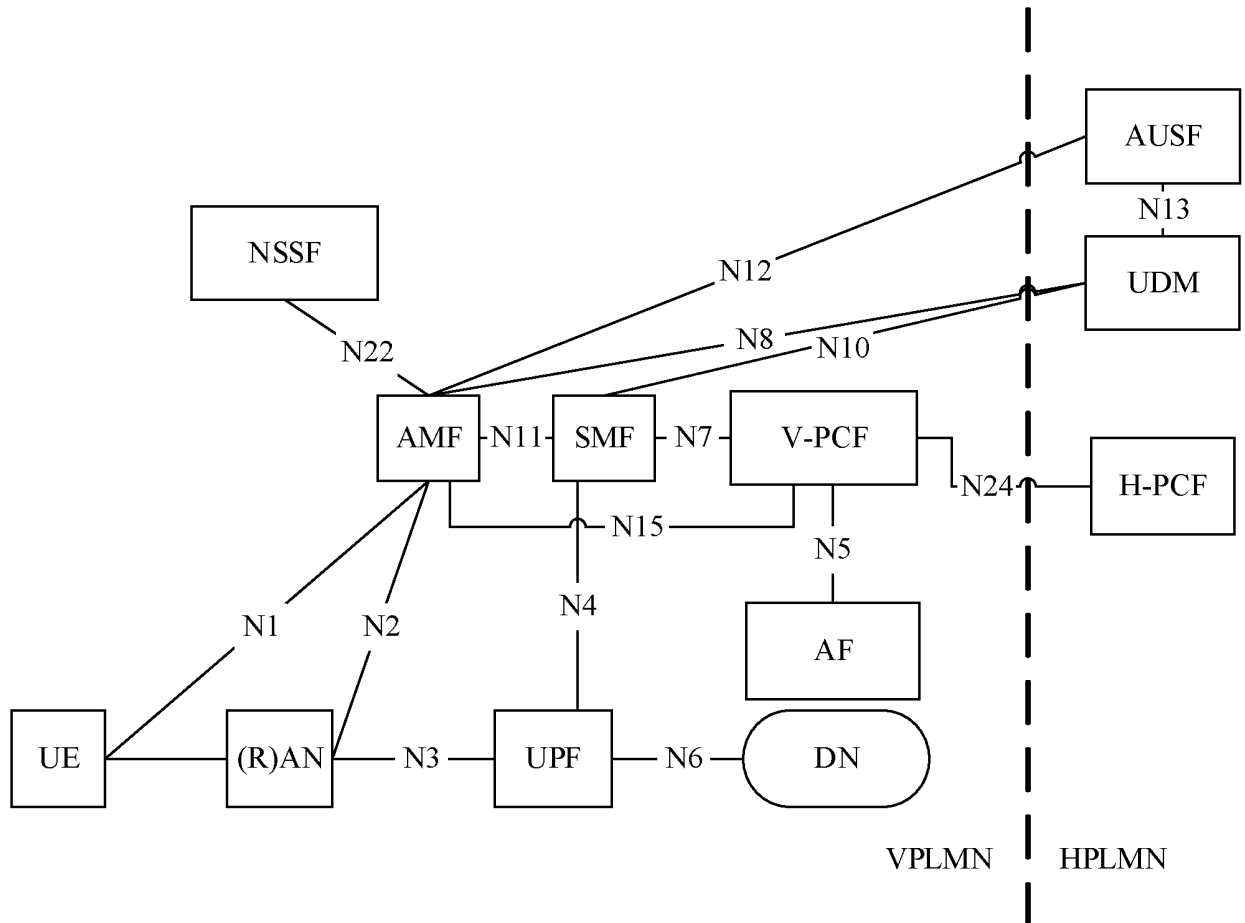 AUSF
N13
NSSF
N12
UDM
N8
N22
N10
AMF
N11
SMF
N7
V-PCF
N24
H-PCF
N15
N5
N4
N1
N2
AF
UE
(R)AN
N3
UPF
N6
DN
VPLMN
HPLMN